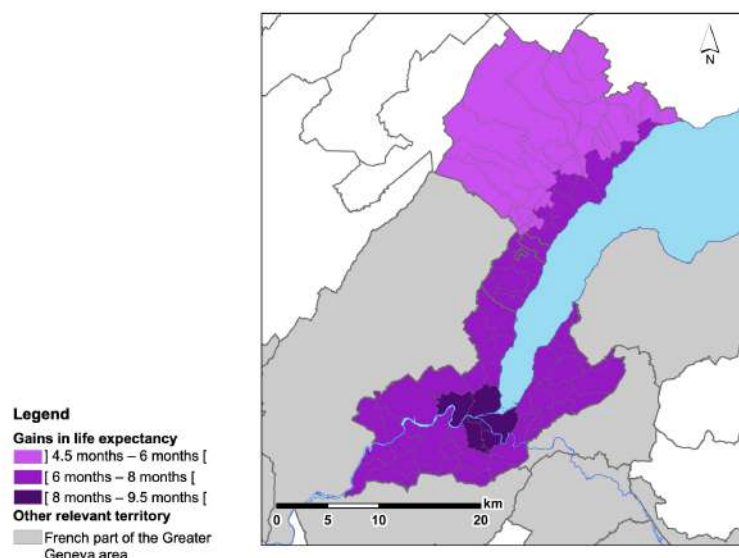 N
Legend
Gains in life expectancy
] 4.5 months – 6 months [
[ 6 months – 8 months [
[ 8 months – 9.5 months [
Other relevant territory
French part of the Greater
Geneva area
km
0 5 10 20